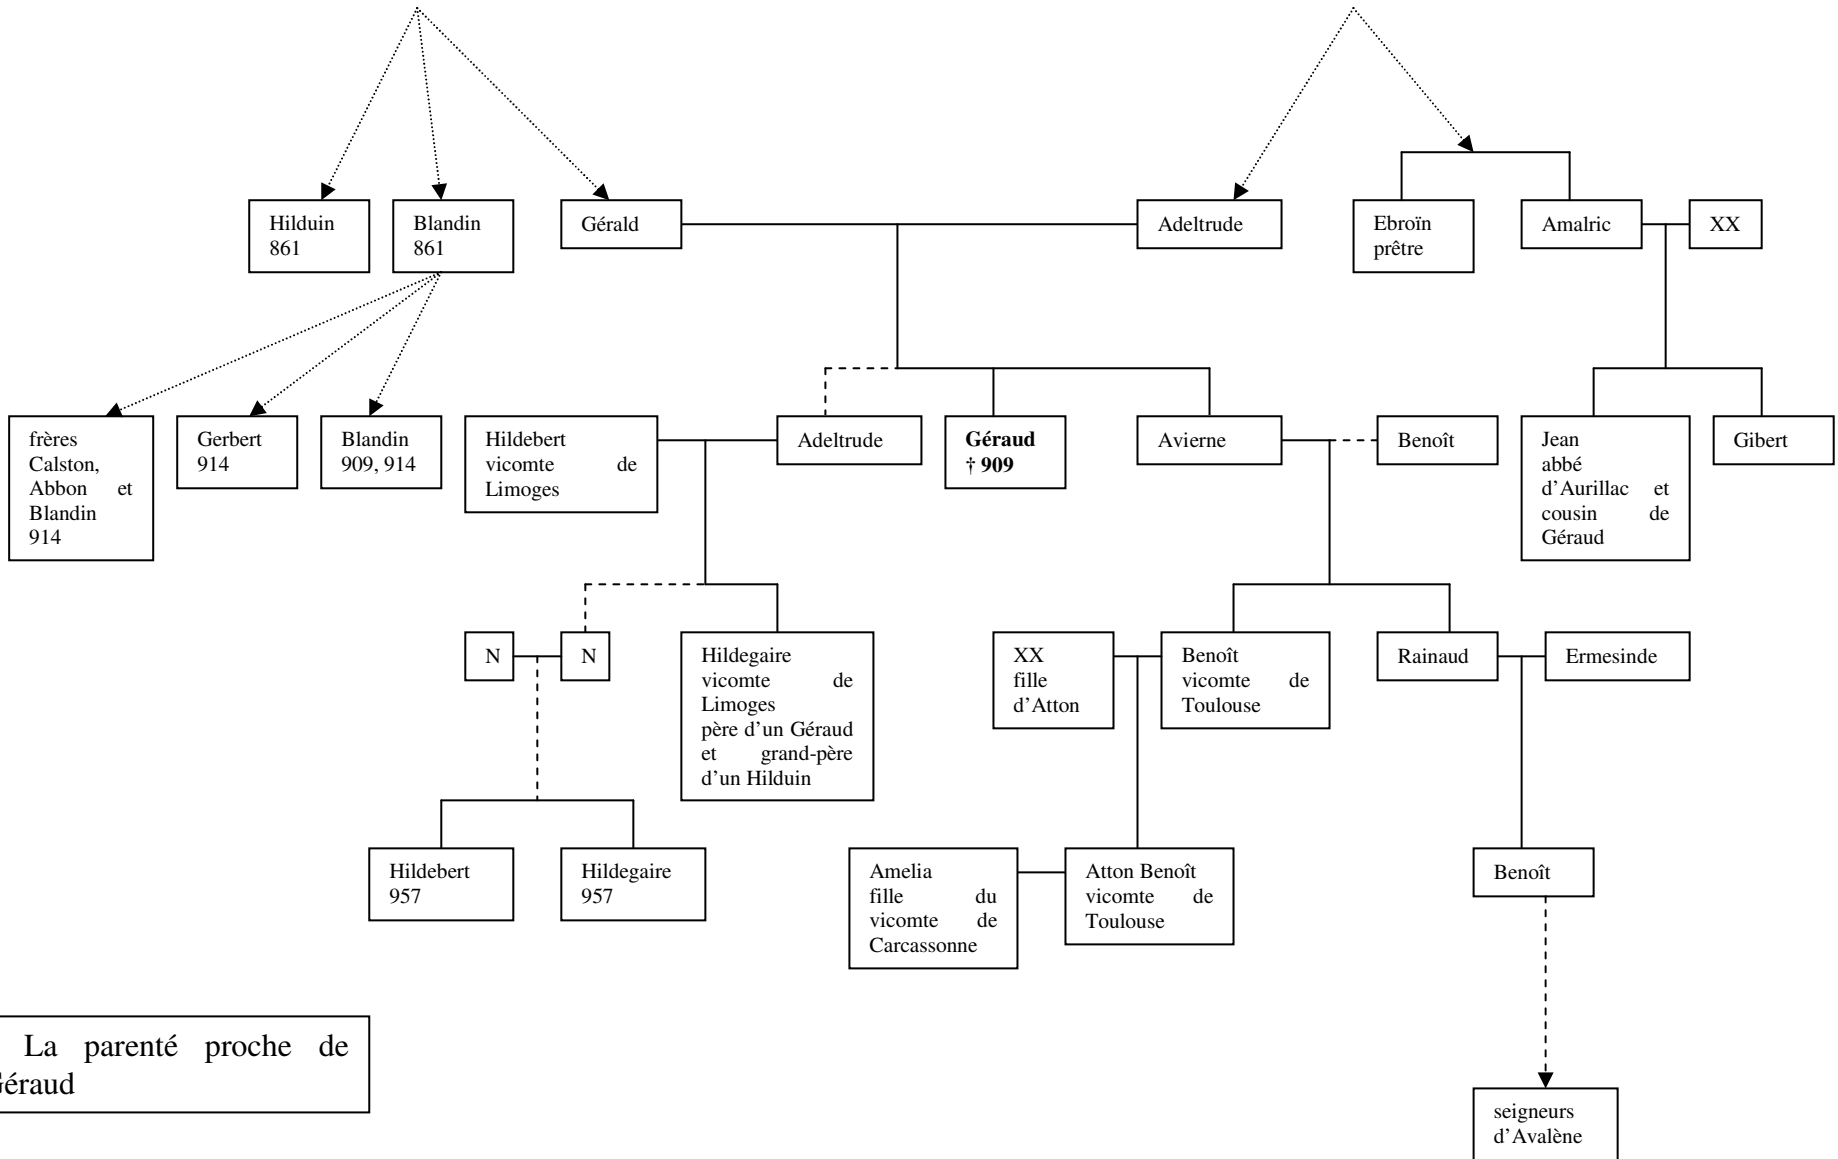 Hilduin
861
Blandin
861
Gérald
Adeltrude
Ebroïn
prêtre
Amalric
XX
frères
Calston,
Abbon et
Blandin
914
Gerbert
914
Blandin
909, 914
Hildebert
vicomte de
Limoges
Adeltrude
Géraud
† 909
Avierne
Benoît
Jean
abbé
d’Aurillac et
cousin de
Géraud
Gibert
N
N
Hildegaire
vicomte de
Limoges
père d’un Géraud
et grand-père
d’un Hilduin
XX
fille
d’Atton
Benoît
vicomte de
Toulouse
Rainaud
Ermesinde
Hildebert
957
Hildegaire
957
Amelia
fille du
vicomte de
Carcassonne
Atton Benoît
vicomte de
Toulouse
Benoît
La parenté proche de
Géraud
seigneurs
d’Avalène